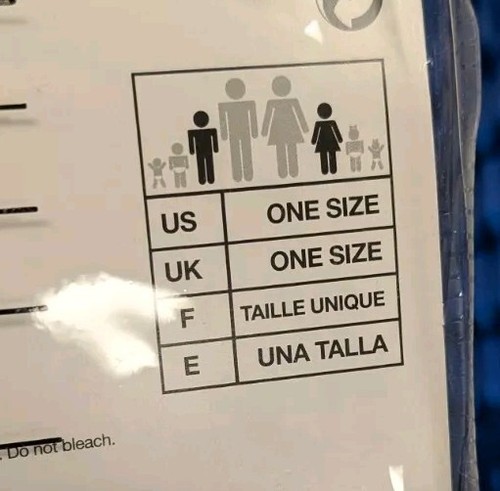 US ONE SIZE
UK ONE SIZE
F TAILLE UNIQUE
E UNA TALLA
. Do not bleach.